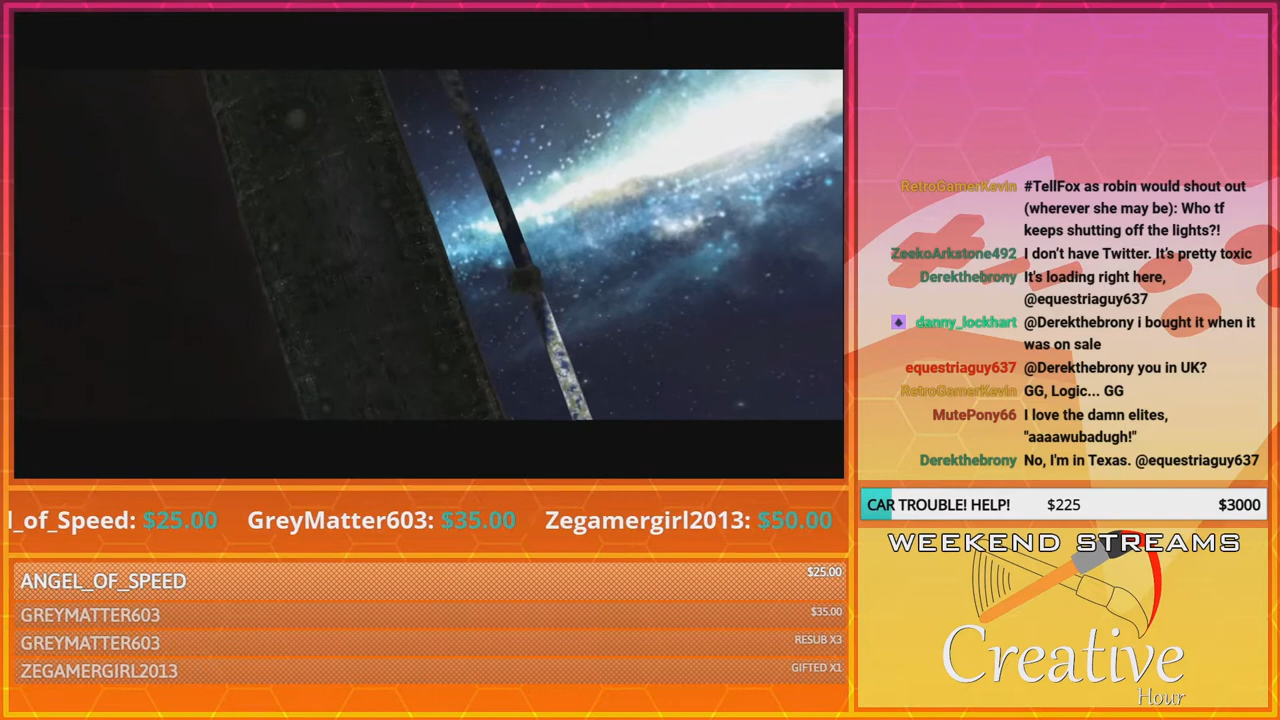 RetroGamerKevin #TellFox as robin would shout out
(wherever she may be): Who tf
keeps shutting off the lights?!
ZeekoArkstone492 I don't have Twitter. It's pretty toxic
Derekthebrony It's loading right here,
@equestriaguy637
danny_lockhart @Derekthebrony i bought it when it
was on sale
equestriaguy637 @Derekthebrony you in UK?
RetroGamerKevin GG, Logic... GG
MutePony66 I love the damn elites,
"aaaawubadugh!"
Derekthebrony No, I'm in Texas. @equestriaguy637
CAR TROUBLE! HELP! $225 $3000
l_of_Speed: $25.00 GreyMatter603: $35.00 Zegamergirl2013: $50.00
ANGEL_OF_SPEED $25.00
GREYMATTER603 $35.00
GREYMATTER603 RESUB X3
ZEGAMERGIRL2013 GIFTED X1
WEEKEND STREAMS
Creative
Hour